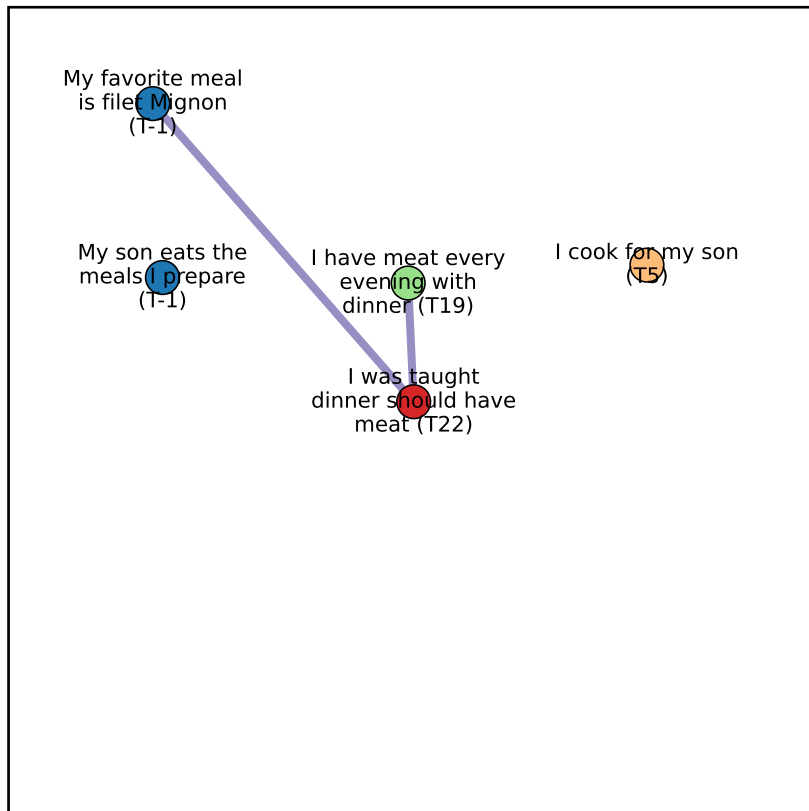 My favorite meal
is filet Mignon
(T-1)
My son eats the
meals I prepare
(T-1)
I have meat every
evening with
dinner (T19)
I cook for my son
(T5)
I was taught
dinner should have
meat (T22)